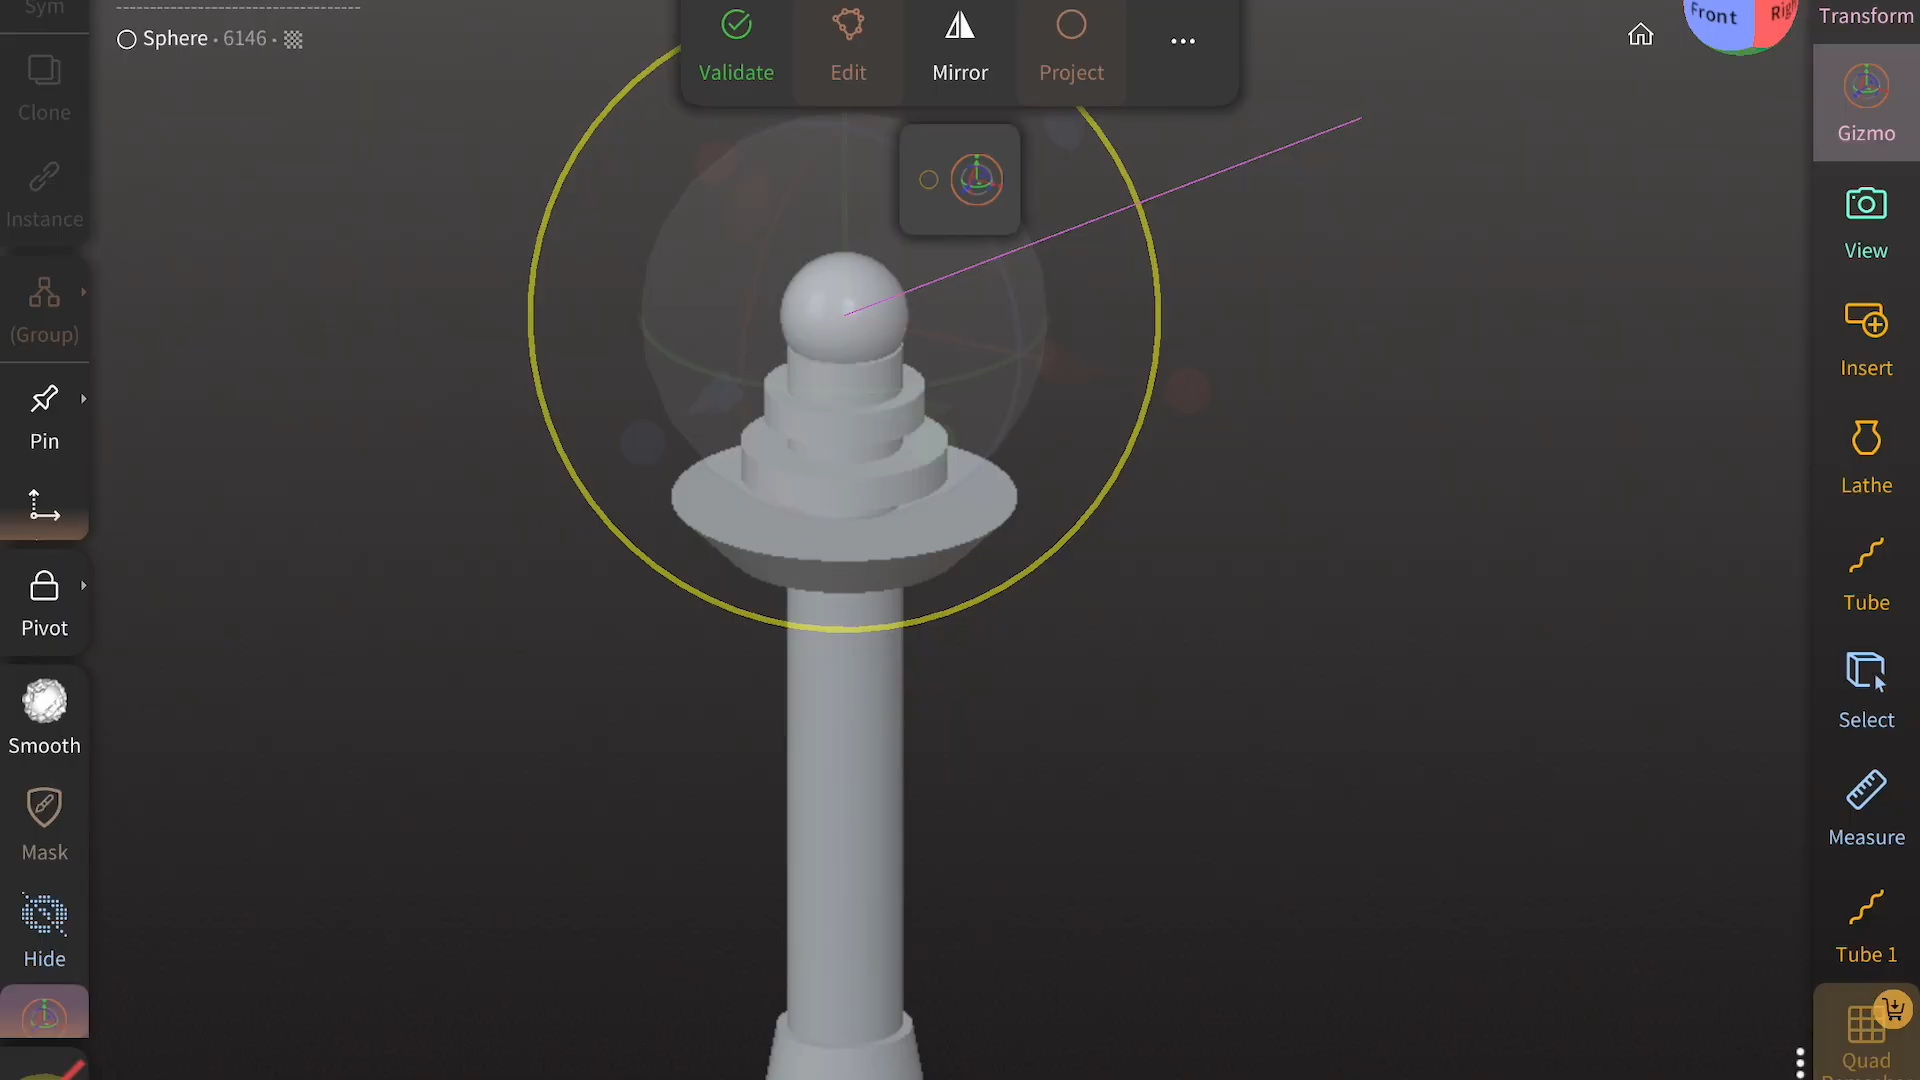 Sym
Sphere · 6146 ·
Clone
Instance
(Group)
Pin
Pivot
Smooth
Mask
Hide
Validate
Edit
Mirror
Project
...
Front
Transform
Gizmo
View
Insert
Lathe
Tube
Select
Measure
Tube 1
Quad